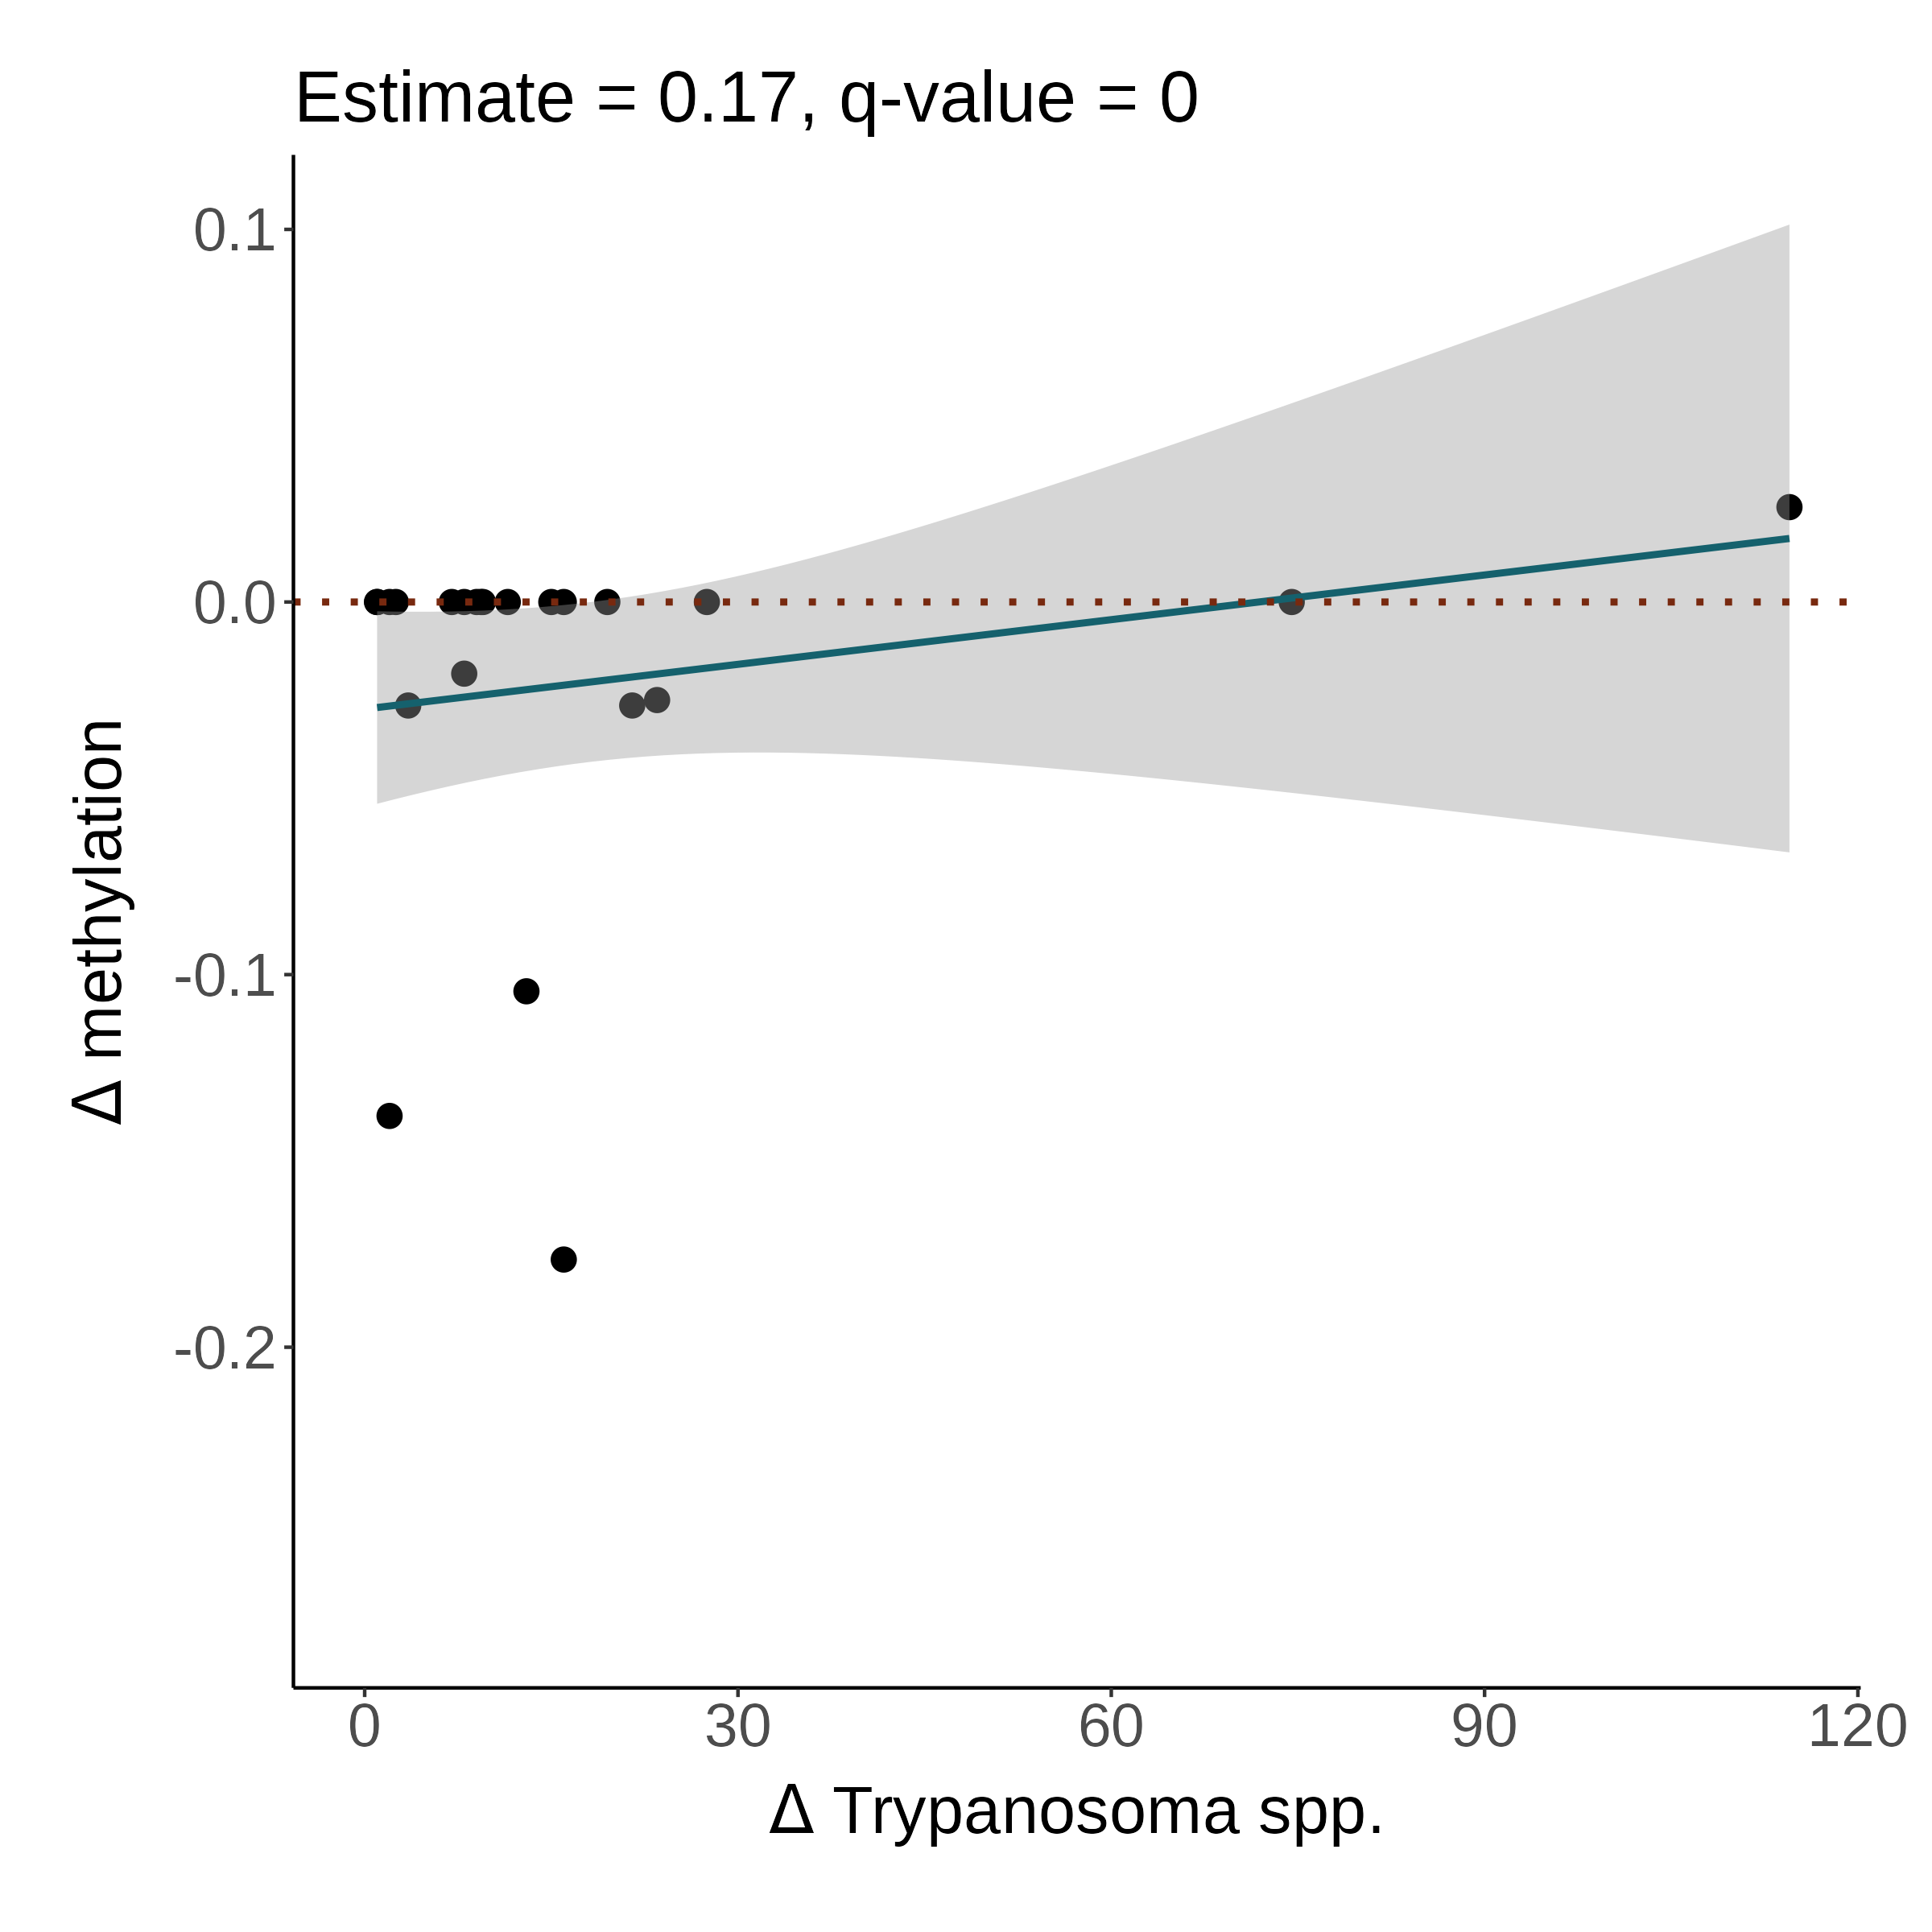 Estimate = 0.17, q-value = 0
0.1
0.0
-0.1
-0.2
Δ methylation
0 30 60 90 120
Δ Trypanosoma spp.